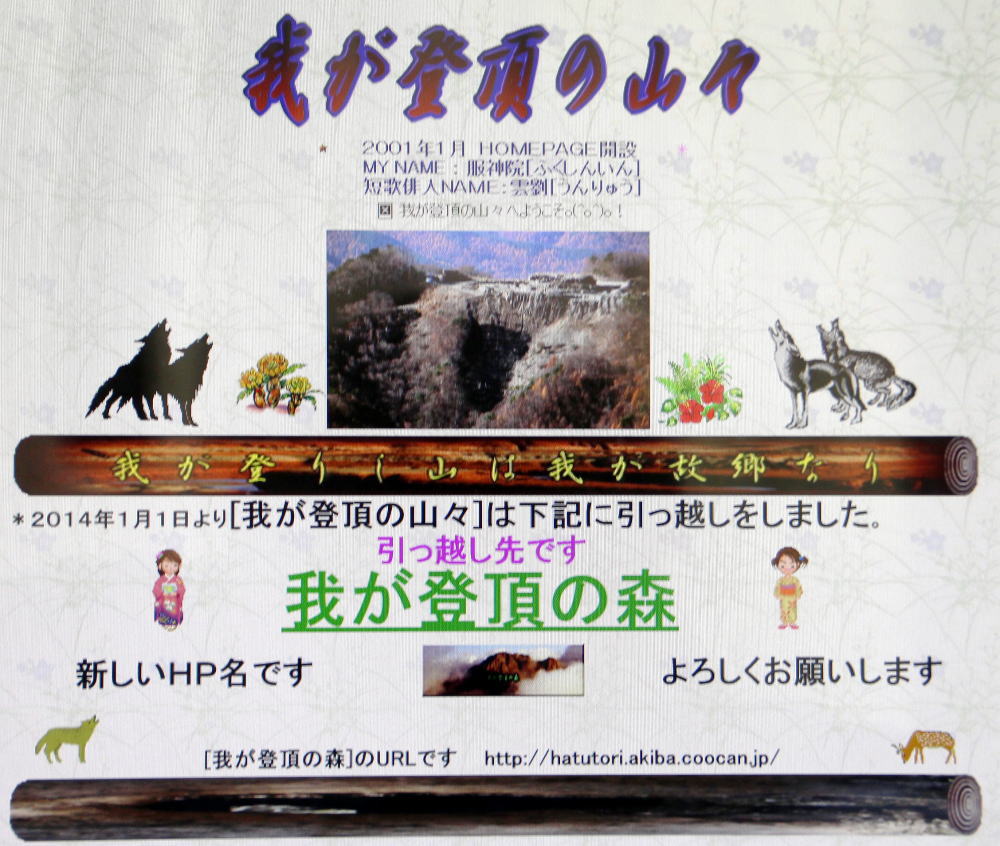 我が登頂の山々
2001年1月 HOMEPAGE開設
MY NAME : 服神院[ふくしんいん]
短歌俳人NAME:雲劉[うんりゅう]
我が登頂の山々へようこそ。(^o^)。!
我が登りし山は我が故郷なり
*2014年1月1日より[我が登頂の山々]は下記に引っ越しをしました。
引っ越し先です
我が登頂の森
新しいHP名です
よろしくお願いします
[我が登頂の森]のURLです http://hatutori.akiba.coocan.jp/